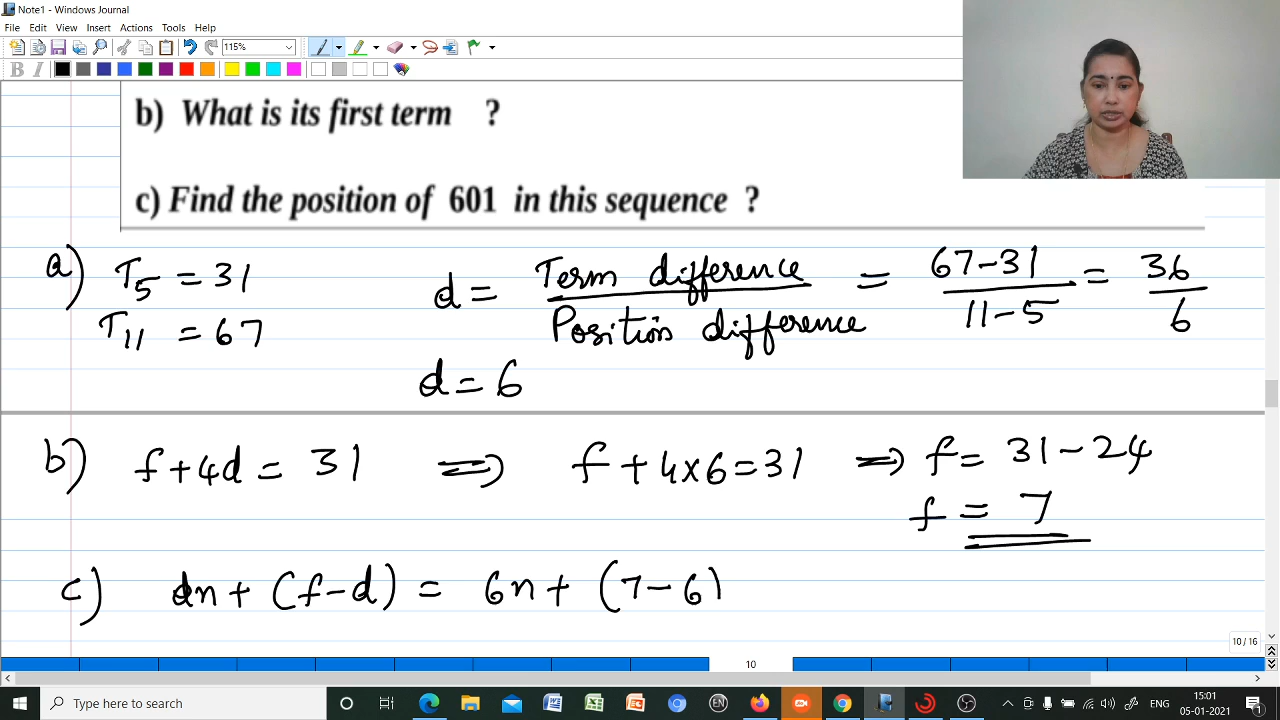 Note1 - Windows Journal
File Edit View Insert Actions Tools Help
115%
B I
b) What is its first term ?
c) Find the position of 601 in this sequence ?
a) T5 = 31
T11 = 67
d = Term difference / Position difference = 67-31 / 11-5 = 36 / 6
d = 6
b) f+4d = 31 ⇒ f+4×6=31 ⇒ f= 31-24
f = 7
c) dn + (f-d) = 6n + (7-6)
10 / 16
10
Type here to search
EN
ENG
15:01
05-01-2021